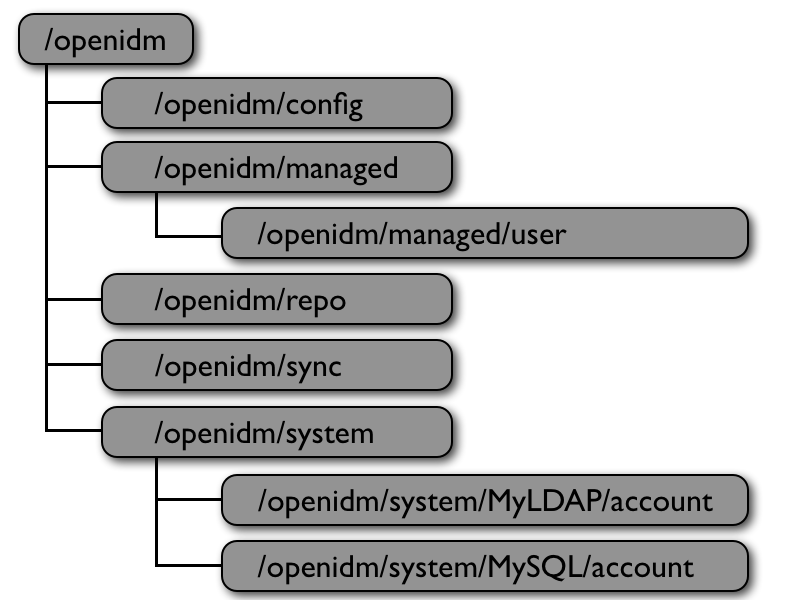 /openidm
/openidm/config
/openidm/managed
/openidm/managed/user
/openidm/repo
/openidm/sync
/openidm/system
/openidm/system/MyLDAP/account
/openidm/system/MySQL/account